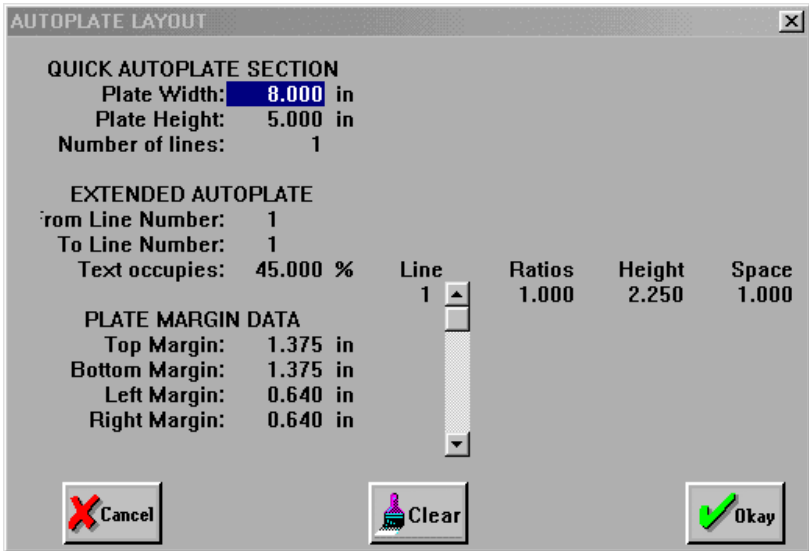 AUTOPLATE LAYOUT
QUICK AUTOPLATE SECTION
Plate Width: 8.000 in
Plate Height: 5.000 in
Number of lines: 1
EXTENDED AUTOPLATE
From Line Number: 1
To Line Number: 1
Text occupies: 45.000 %
Line Ratios Height Space
1 1.000 2.250 1.000
PLATE MARGIN DATA
Top Margin: 1.375 in
Bottom Margin: 1.375 in
Left Margin: 0.640 in
Right Margin: 0.640 in
Cancel
Clear
Okay